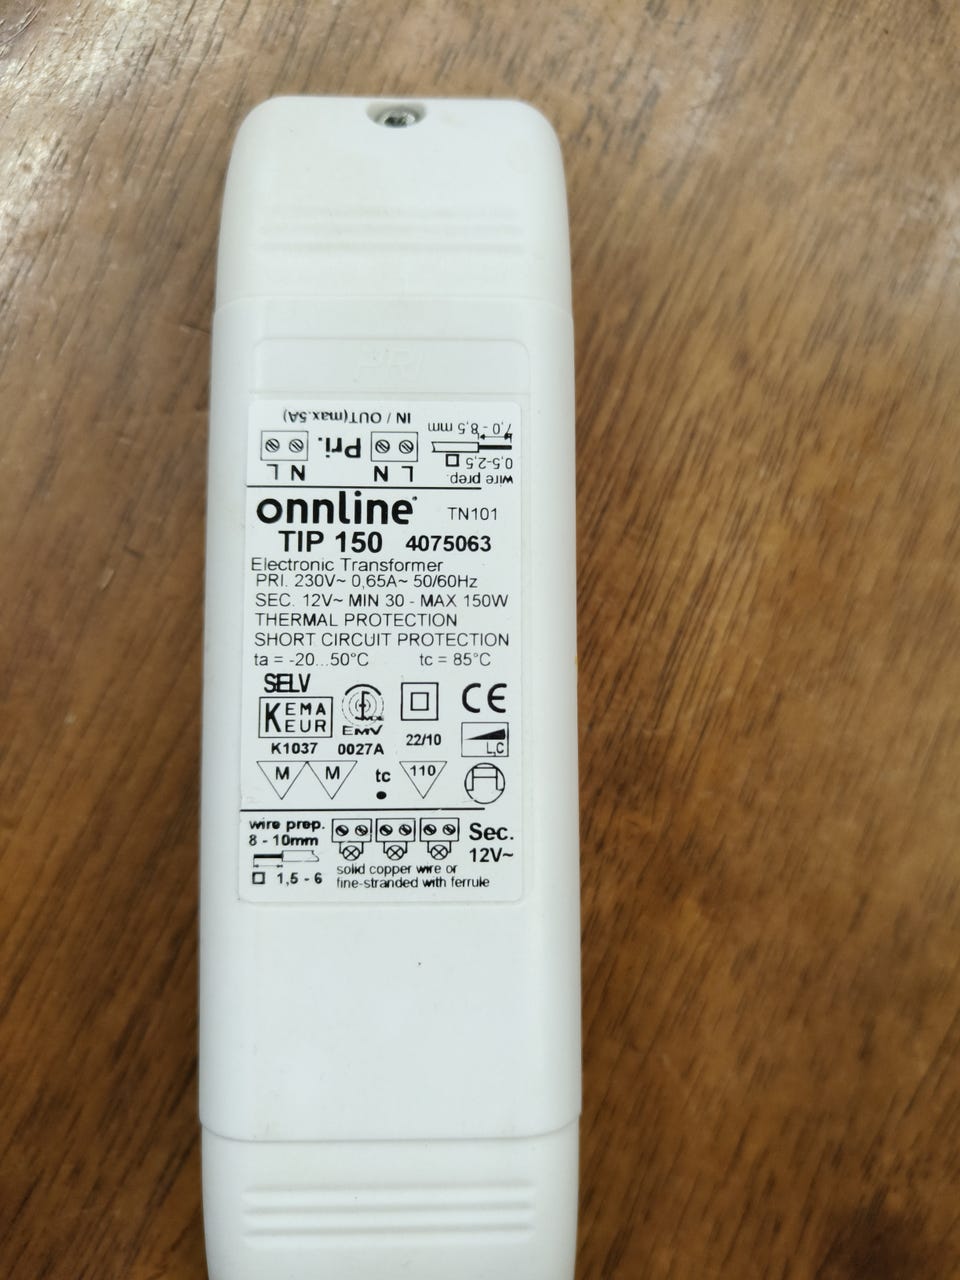 PRI
IN / OUT(max.5A)
7,0 - 8,5 mm
Pri.
N L
L N
0,5-2,5
wire prep.
onnline
TN101
TIP 150 4075063
Electronic Transformer
PRI. 230V~ 0,65A~ 50/60Hz
SEC. 12V~ MIN 30 - MAX 150W
THERMAL PROTECTION
SHORT CIRCUIT PROTECTION
ta = -20...50°C tc = 85°C
SELV
KEMA
KEUR
EMV
CE
K1037 0027A 22/10
L,C
M M tc 110
wire prep.
8 - 10mm
1,5 - 6
Sec.
12V~
solid copper wire or
fine-stranded with ferrule